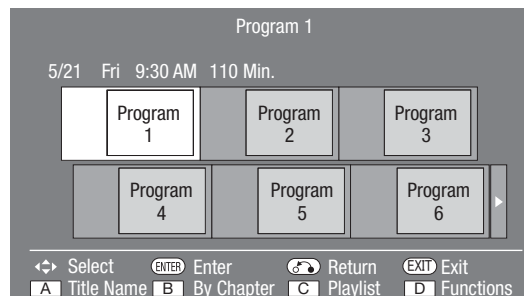 Program 1
5/21 Fri 9:30 AM 110 Min.
Program 1
Program 2
Program 3
Program 4
Program 5
Program 6
Select ENTER Enter Return EXIT Exit
A Title Name B By Chapter C Playlist D Functions